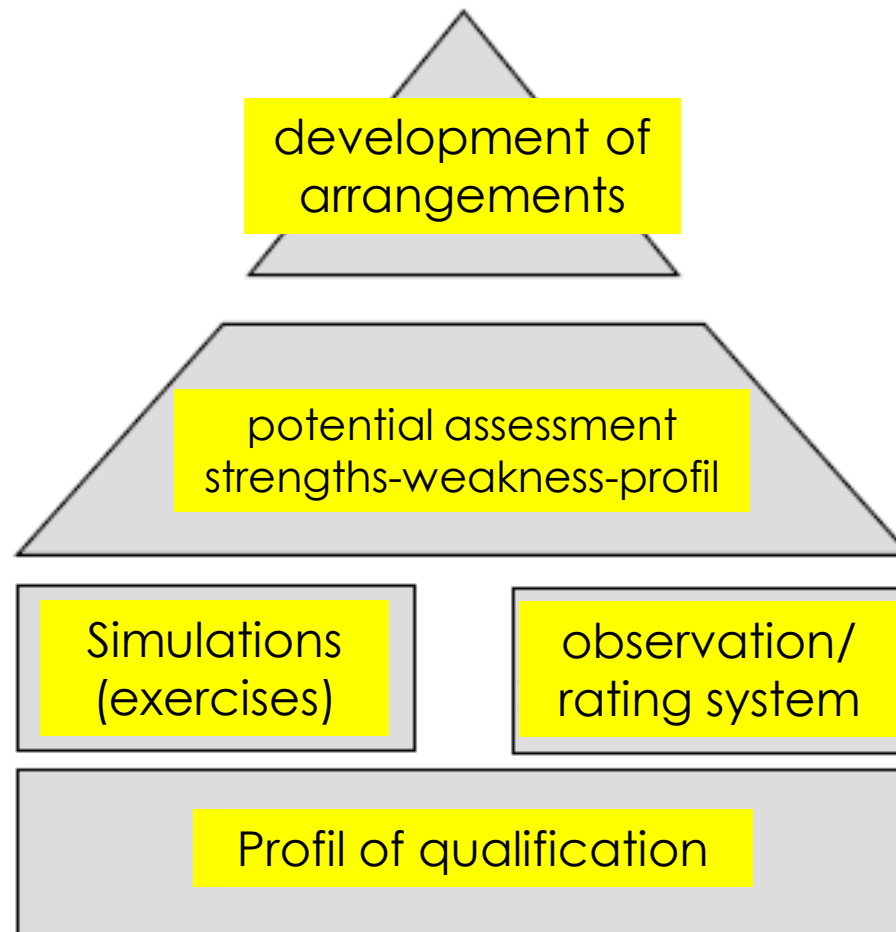 development of
arrangements
potential assessment
strengths-weakness-profil
Simulations
(exercises)
observation/
rating system
Profil of qualification